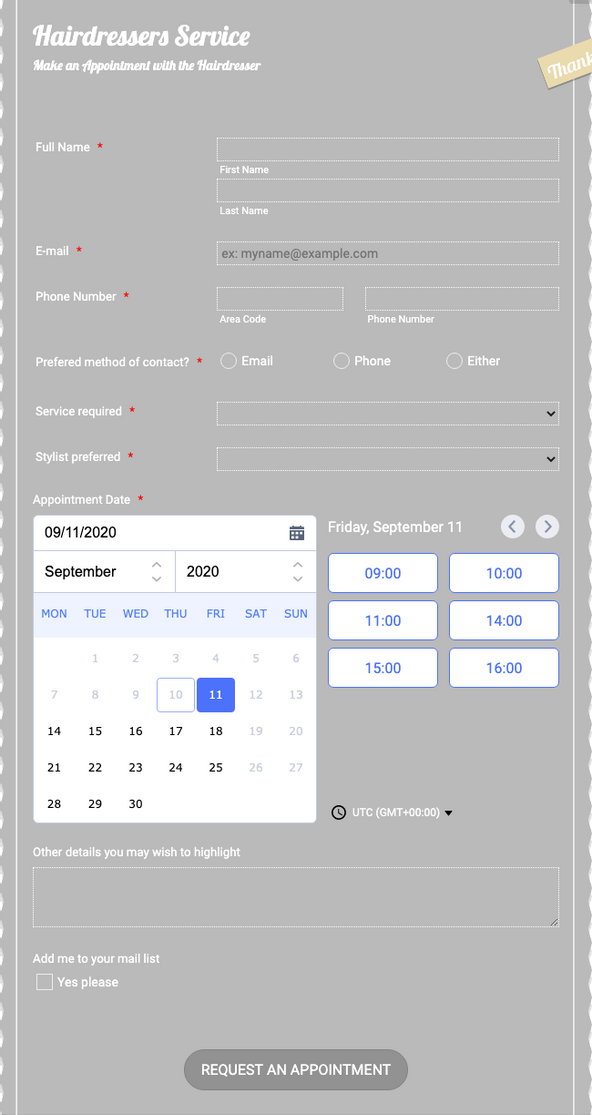 Hairdressers Service
Make an Appointment with the Hairdresser
Thank
Full Name *
First Name
Last Name
E-mail *
ex: myname@example.com
Phone Number *
Area Code Phone Number
Prefered method of contact? * Email Phone Either
Service required *
Stylist preferred *
Appointment Date *
09/11/2020
September 2020
MON TUE WED THU FRI SAT SUN
1 2 3 4 5 6
7 8 9 10 11 12 13
14 15 16 17 18 19 20
21 22 23 24 25 26 27
28 29 30
Friday, September 11
09:00 10:00
11:00 14:00
15:00 16:00
UTC (GMT+00:00)
Other details you may wish to highlight
Add me to your mail list
Yes please
REQUEST AN APPOINTMENT